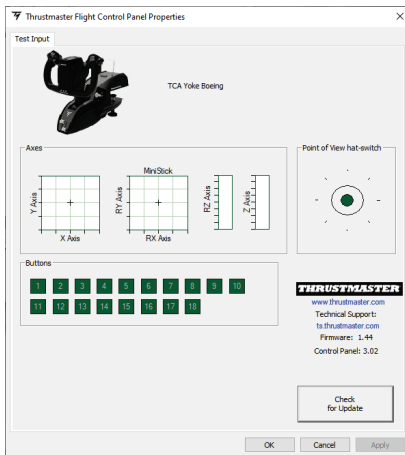 Thrustmaster Flight Control Panel Properties
Test Input
TCA Yoke Boeing
Axes
Point of View hat-switch
MiniStick
Y Axis
X Axis
RY Axis
RX Axis
RZ Axis
Z Axis
Buttons
1 2 3 4 5 6 7 8 9 10
11 12 13 14 15 16 17 18
THRUSTMASTER
www.thrustmaster.com
Technical Support:
ts.thrustmaster.com
Firmware: 1.44
Control Panel: 3.02
Check
for Update
OK Cancel Apply